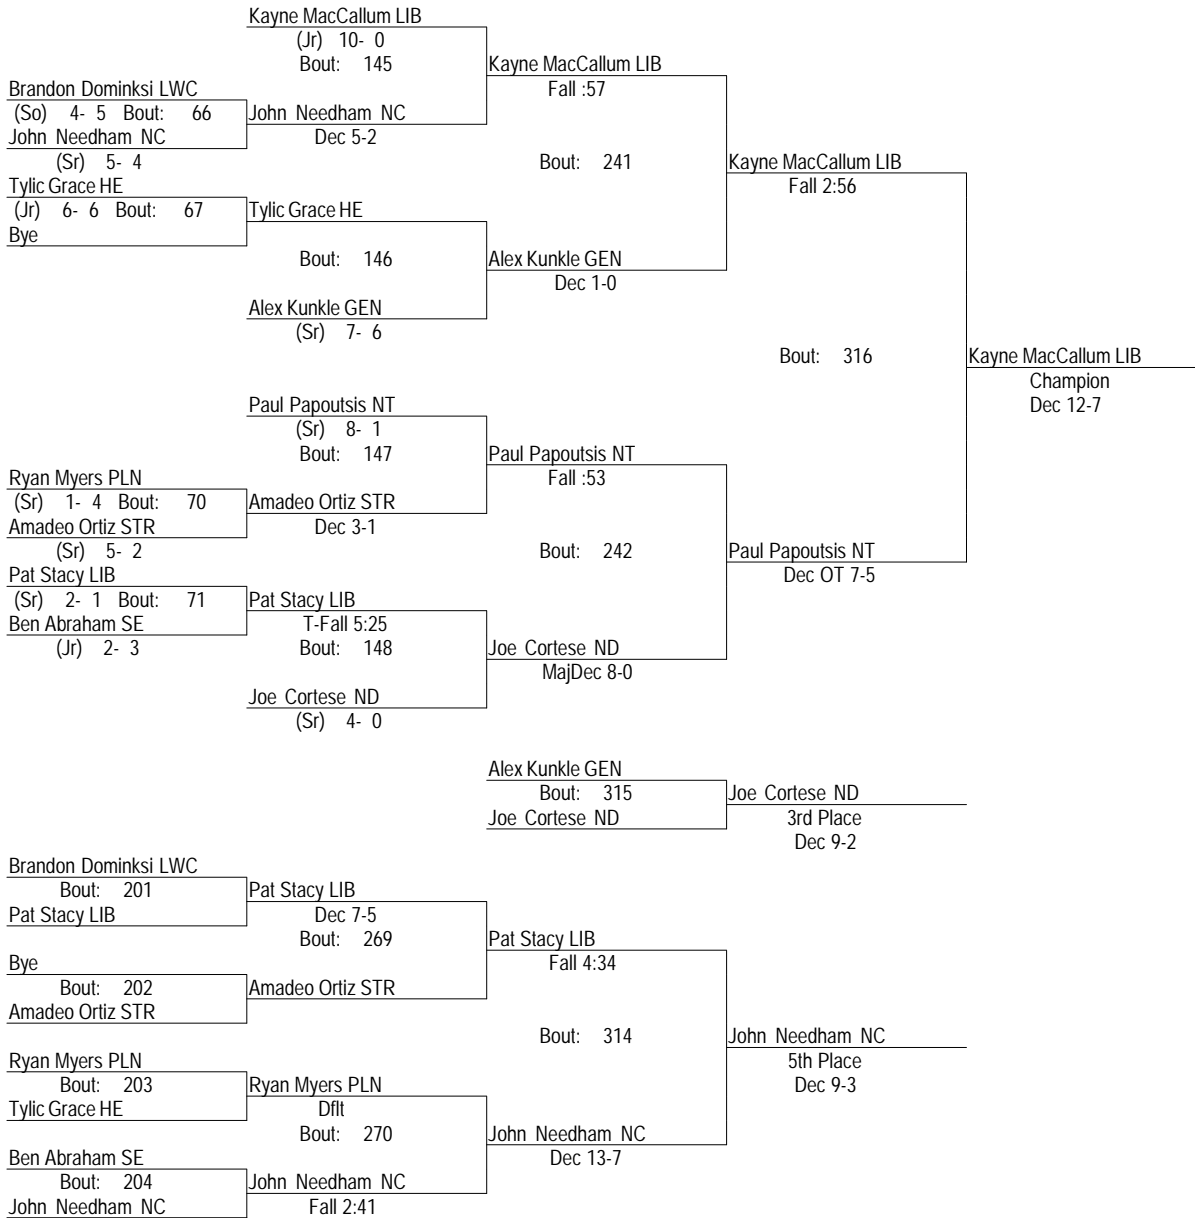 Kayne MacCallum LIB
(Jr) 10- 0
Bout: 145
Kayne MacCallum LIB
Fall :57
Brandon Dominksi LWC
(So) 4- 5 Bout: 66
John Needham NC
Dec 5-2
John Needham NC
(Sr) 5- 4
Bout: 241
Kayne MacCallum LIB
Fall 2:56
Tylic Grace HE
(Jr) 6- 6 Bout: 67
Tylic Grace HE
Bye
Bout: 146
Alex Kunkle GEN
Dec 1-0
Alex Kunkle GEN
(Sr) 7- 6
Bout: 316
Kayne MacCallum LIB
Champion
Dec 12-7
Paul Papoutsis NT
(Sr) 8- 1
Bout: 147
Paul Papoutsis NT
Fall :53
Ryan Myers PLN
(Sr) 1- 4 Bout: 70
Amadeo Ortiz STR
Dec 3-1
Amadeo Ortiz STR
(Sr) 5- 2
Bout: 242
Paul Papoutsis NT
Dec OT 7-5
Pat Stacy LIB
(Sr) 2- 1 Bout: 71
Pat Stacy LIB
T-Fall 5:25
Ben Abraham SE
(Jr) 2- 3
Bout: 148
Joe Cortese ND
MajDec 8-0
Joe Cortese ND
(Sr) 4- 0
Alex Kunkle GEN
Bout: 315
Joe Cortese ND
Joe Cortese ND
3rd Place
Dec 9-2
Brandon Dominksi LWC
Bout: 201
Pat Stacy LIB
Pat Stacy LIB
Dec 7-5
Bout: 269
Pat Stacy LIB
Fall 4:34
Bye
Bout: 202
Amadeo Ortiz STR
Amadeo Ortiz STR
Bout: 314
John Needham NC
5th Place
Dec 9-3
Ryan Myers PLN
Bout: 203
Ryan Myers PLN
Dflt
Tylic Grace HE
Bout: 270
John Needham NC
Dec 13-7
Ben Abraham SE
Bout: 204
John Needham NC
Fall 2:41
John Needham NC